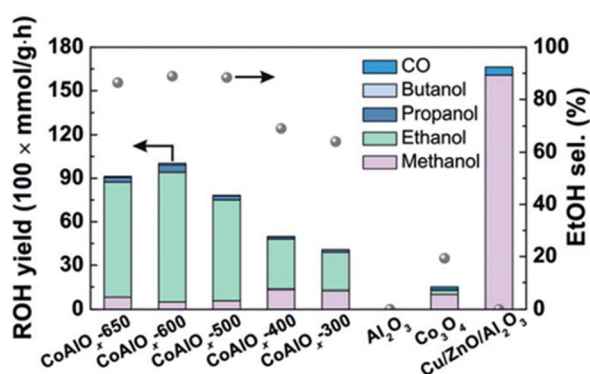 ROH yield (100 × mmol/g·h)
180
150
120
90
60
30
0
CO
Butanol
Propanol
Ethanol
Methanol
100
80
60
40
20
0
EtOH sel. (%)
CoAlOₓ-650
CoAlOₓ-600
CoAlOₓ-500
CoAlOₓ-400
CoAlOₓ-300
Al₂O₃
Co₃O₄
Cu/ZnO/Al₂O₃